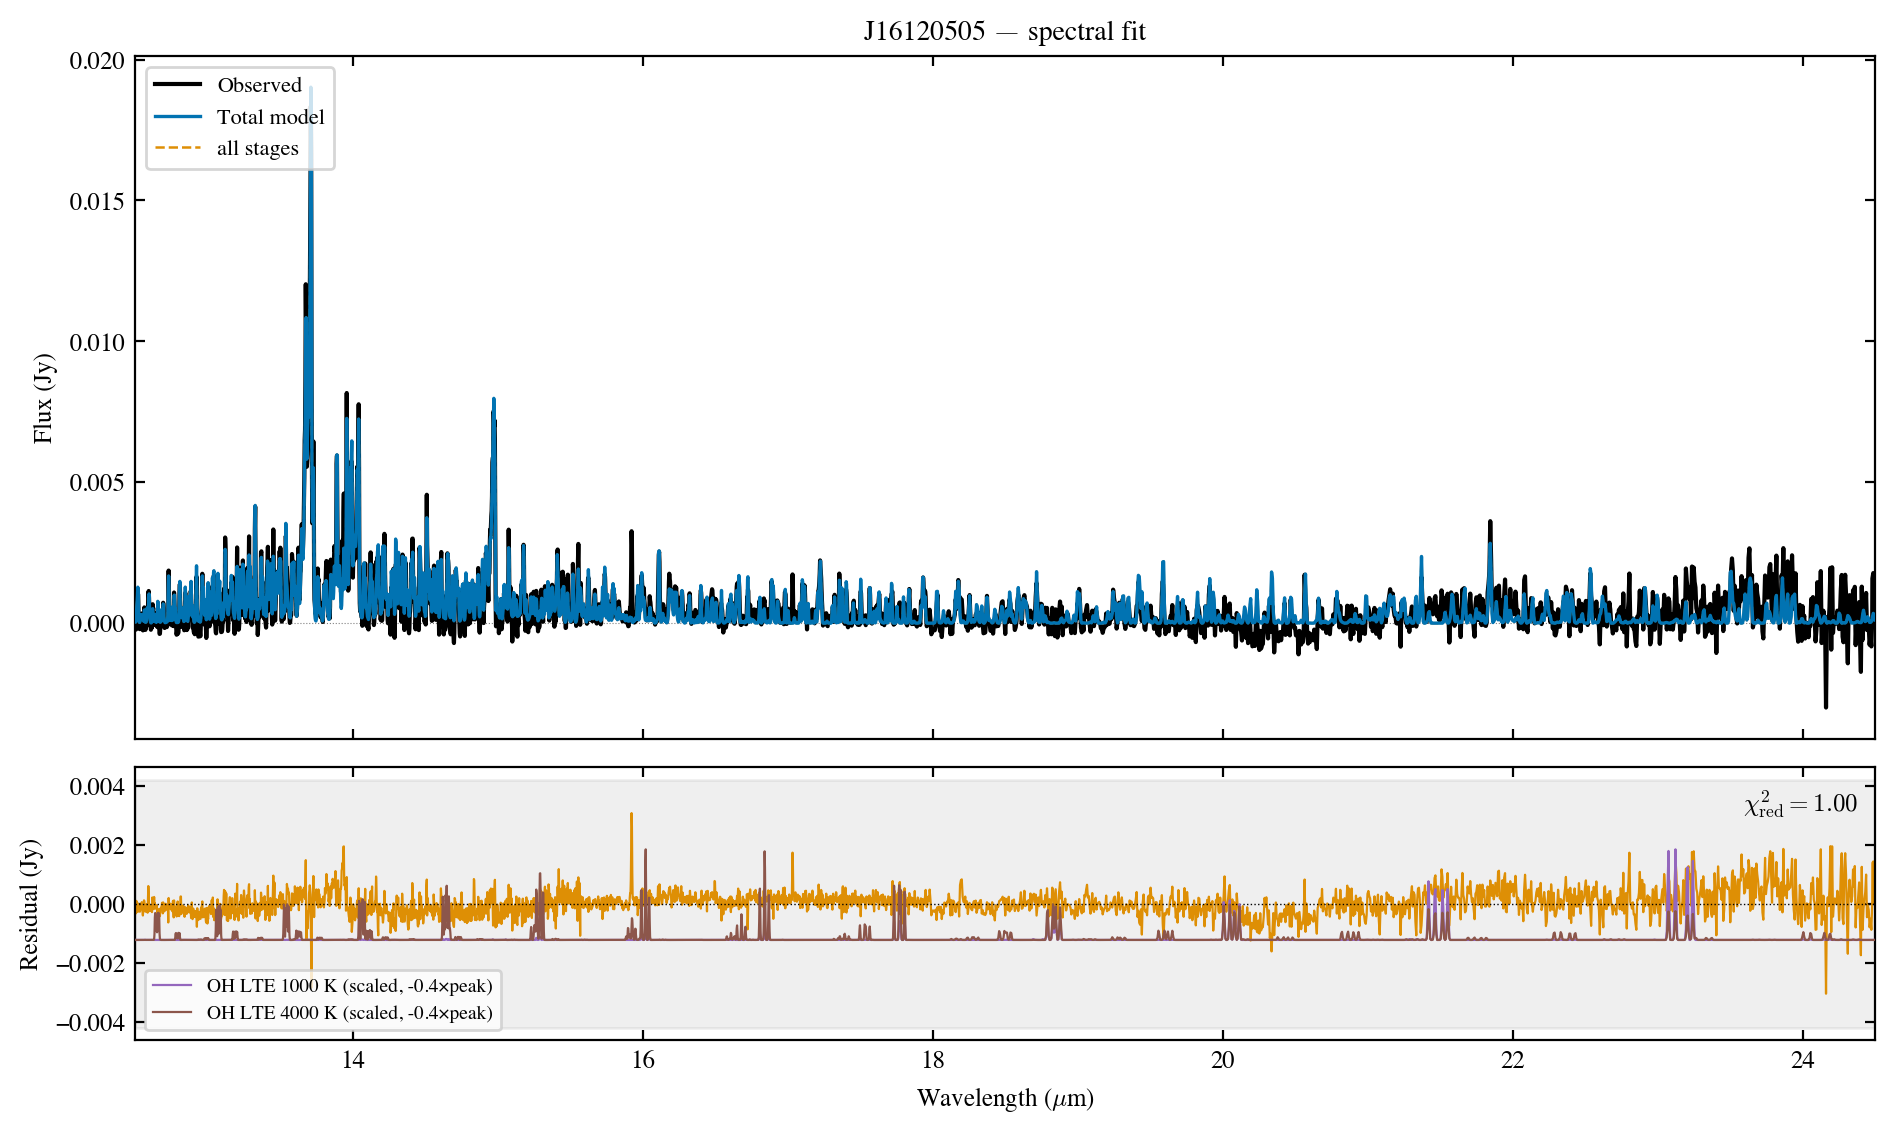 J16120505 — spectral fit
Observed
Total model
all stages
0.020
0.015
0.010
0.005
0.000
Flux (Jy)
χ²red = 1.00
0.004
0.002
0.000
−0.002
−0.004
Residual (Jy)
OH LTE 1000 K (scaled, -0.4×peak)
OH LTE 4000 K (scaled, -0.4×peak)
14 16 18 20 22 24
Wavelength (μm)